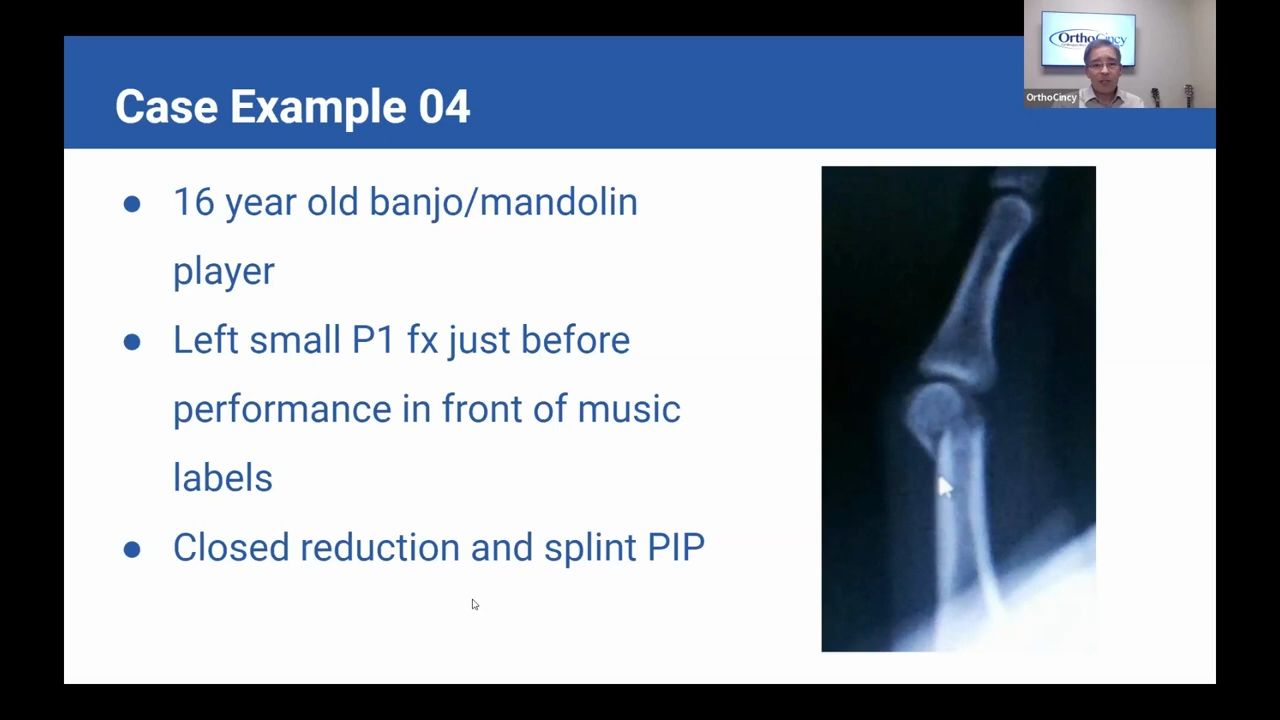 OrthoCincy
OrthoCincy
Case Example 04
● 16 year old banjo/mandolin
player
● Left small P1 fx just before
performance in front of music
labels
● Closed reduction and splint PIP